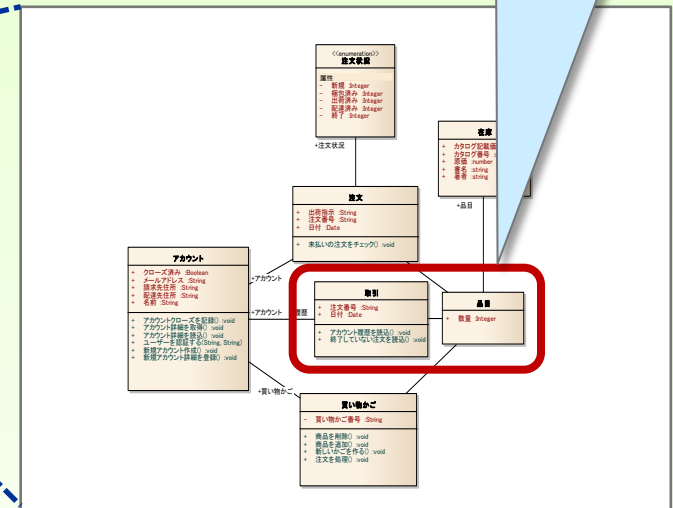 <<enumeration>>
注文状況
属性
- 新規 :Integer
- 梱包済み :Integer
- 出荷済み :Integer
- 配達済み :Integer
- 終了 :Integer
+注文状況
在庫
+ カタログ記載価
+ カタログ番号 :
+ 原価 :number
+ 書名 :string
+ 著者 :string
+品目
注文
+ 出荷指示 :String
+ 注文番号 :String
+ 日付 :Date
+ 未払いの注文をチェック() :void
アカウント
+ クローズ済み :Boolean
+ メールアドレス :String
+ 請求先住所 :String
+ 配達先住所 :String
+ 名前 :String
+ アカウントクローズを記録() :void
+ アカウント詳細を取得() :void
+ アカウント詳細を読込() :void
+ ユーザーを認証する(String, String)
+ 新規アカウント作成() :void
+ 新規アカウント詳細を登録() :void
+アカウント
+アカウント 履歴
取引
+ 注文番号 :String
+ 日付 :Date
+ アカウント履歴を読込() :void
+ 終了していない注文を読込() :void
品目
+ 数量 :Integer
+買い物かご
買い物かご
- 買い物かご番号 :String
+ 商品を削除() :void
+ 商品を追加() :void
+ 新しいかごを作る() :void
+ 注文を処理() :void